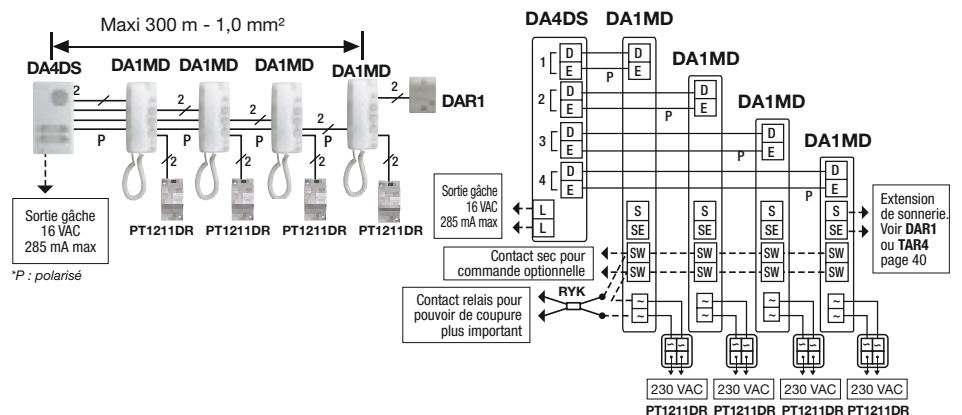 Maxi 300 m - 1,0 mm²
DA4DS
DA1MD
DA1MD
DA1MD
DA1MD
2
2
2
2
2
DAR1
P
P
P
P
2
2
2
2
PT1211DR
PT1211DR
PT1211DR
PT1211DR
Sortie gâche
16 VAC
285 mA max
*P : polarisé
DA4DS
DA1MD
DA1MD
DA1MD
DA1MD
1
D
E
P
D
E
2
D
E
P
D
E
3
D
E
P
D
E
4
D
E
P
D
E
Sortie gâche
16 VAC
285 mA max
L
L
S
SE
S
SE
S
SE
S
SE
Extension
de sonnerie.
Voir DAR1
ou TAR4
page 40
Contact sec pour
commande optionnelle
SW
SW
SW
SW
SW
SW
SW
SW
RYK
Contact relais pour
pouvoir de coupure
plus important
~
~
~
~
~
~
~
~
~ ~
~ ~
~ ~
~ ~
230 VAC
230 VAC
230 VAC
230 VAC
PT1211DR
PT1211DR
PT1211DR
PT1211DR